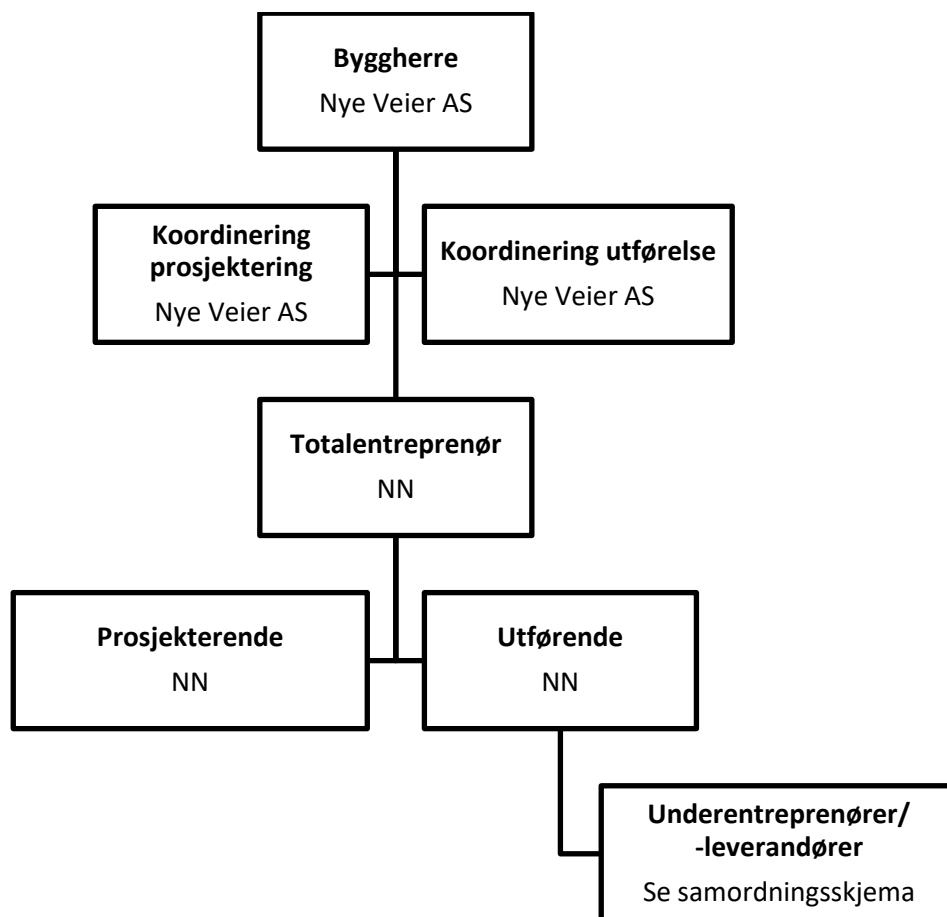 Byggherre
Nye Veier AS
Koordinering
prosjektering
Nye Veier AS
Koordinering utførelse
Nye Veier AS
Totalentreprenør
NN
Prosjekterende
NN
Utførende
NN
Underentreprenører/
-leverandører
Se samordningsskjema